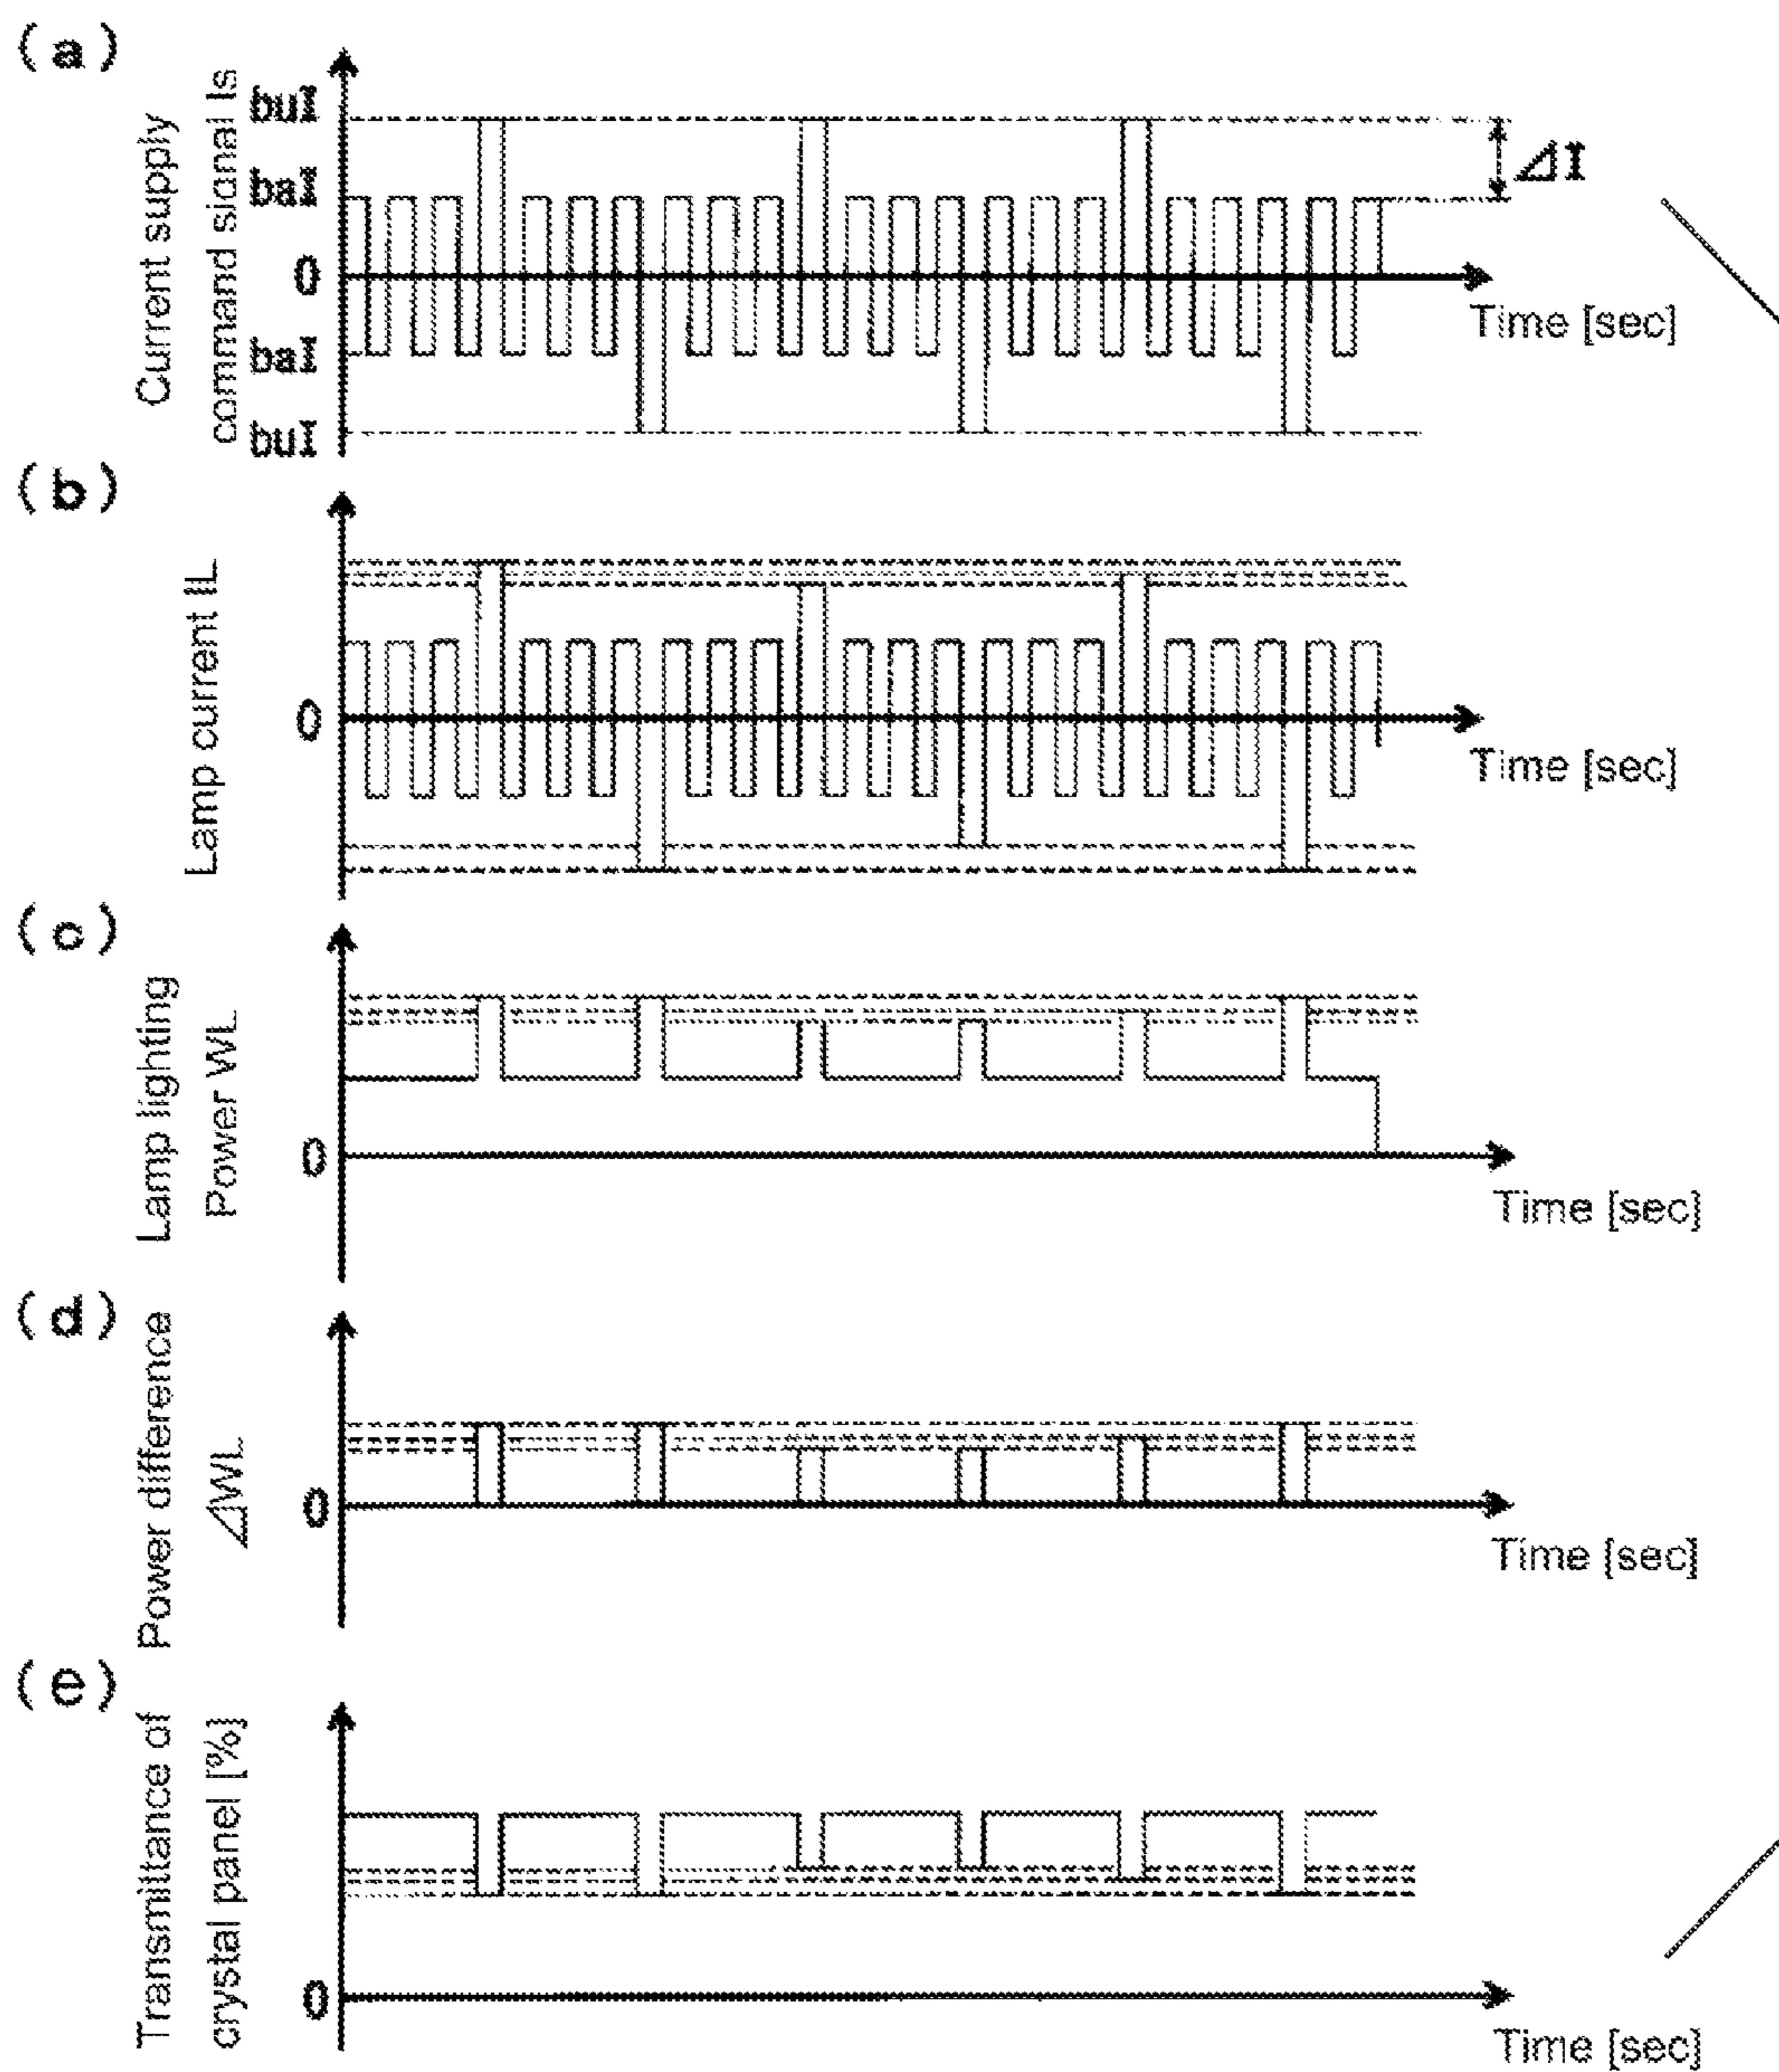 (a)
Current supply
command signal Is
buI
baI
0
baI
buI
ΔI
Time [sec]
(b)
Lamp current IL
0
Time [sec]
(c)
Lamp lighting
Power WL
0
Time [sec]
(d)
Power difference
ΔWL
0
Time [sec]
(e)
Transmittance of
crystal panel [%]
0
Time [sec]